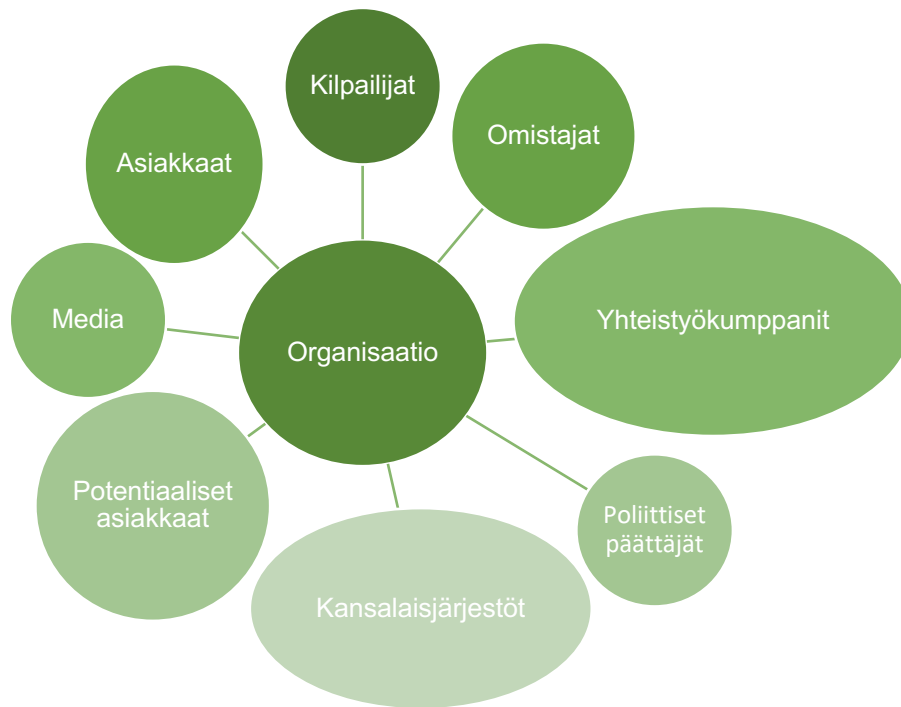 Kilpailijat
Omistajat
Asiakkaat
Media
Organisaatio
Yhteistyökumppanit
Potentiaaliset
asiakkaat
Poliittiset
päättäjät
Kansalaisjärjestöt